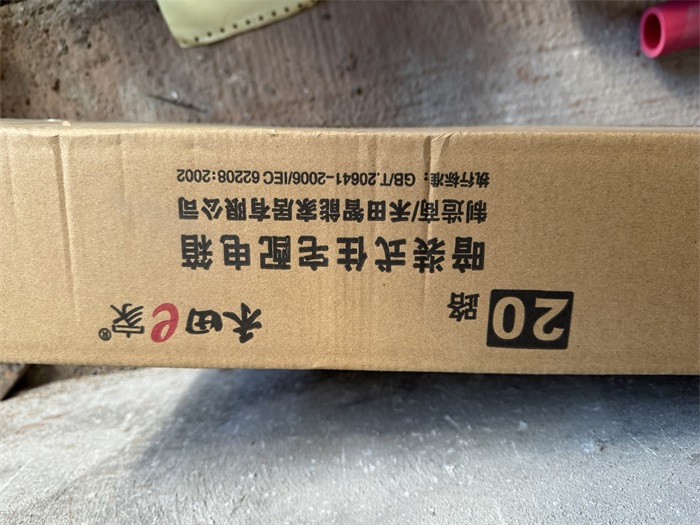 20路 禾田e家®
暗装式住宅配电箱
制造商/禾田智能家居有限公司
执行标准：GB/T.20641-2006/IEC 62208:2002